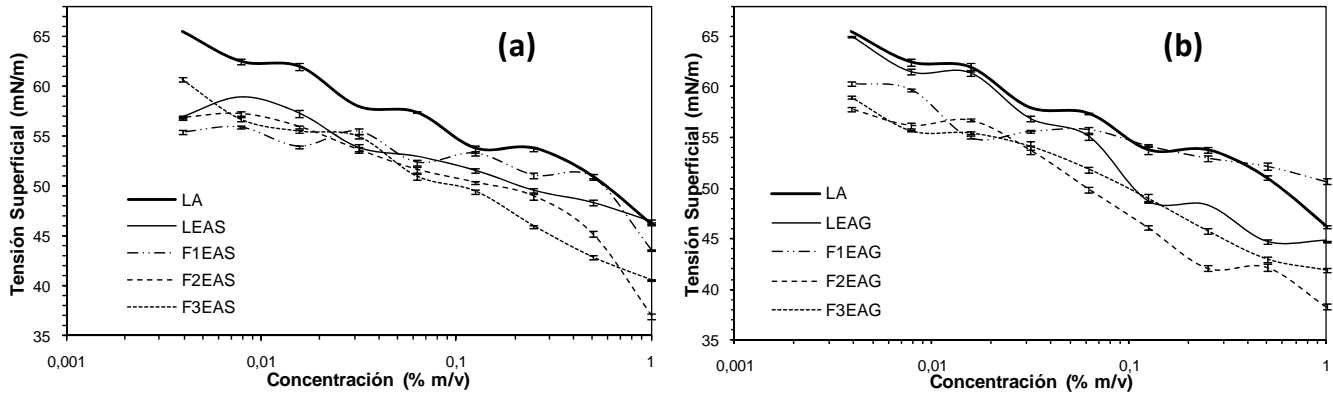 (a)
Tensión Superficial (mN/m)
65
60
55
50
45
40
35
LA
LEAS
F1EAS
F2EAS
F3EAS
0,001
0,01
0,1
1
Concentración (% m/v)
(b)
Tensión Superficial (mN/m)
65
60
55
50
45
40
35
LA
LEAG
F1EAG
F2EAG
F3EAG
0,001
0,01
0,1
1
Concentración (% m/v)